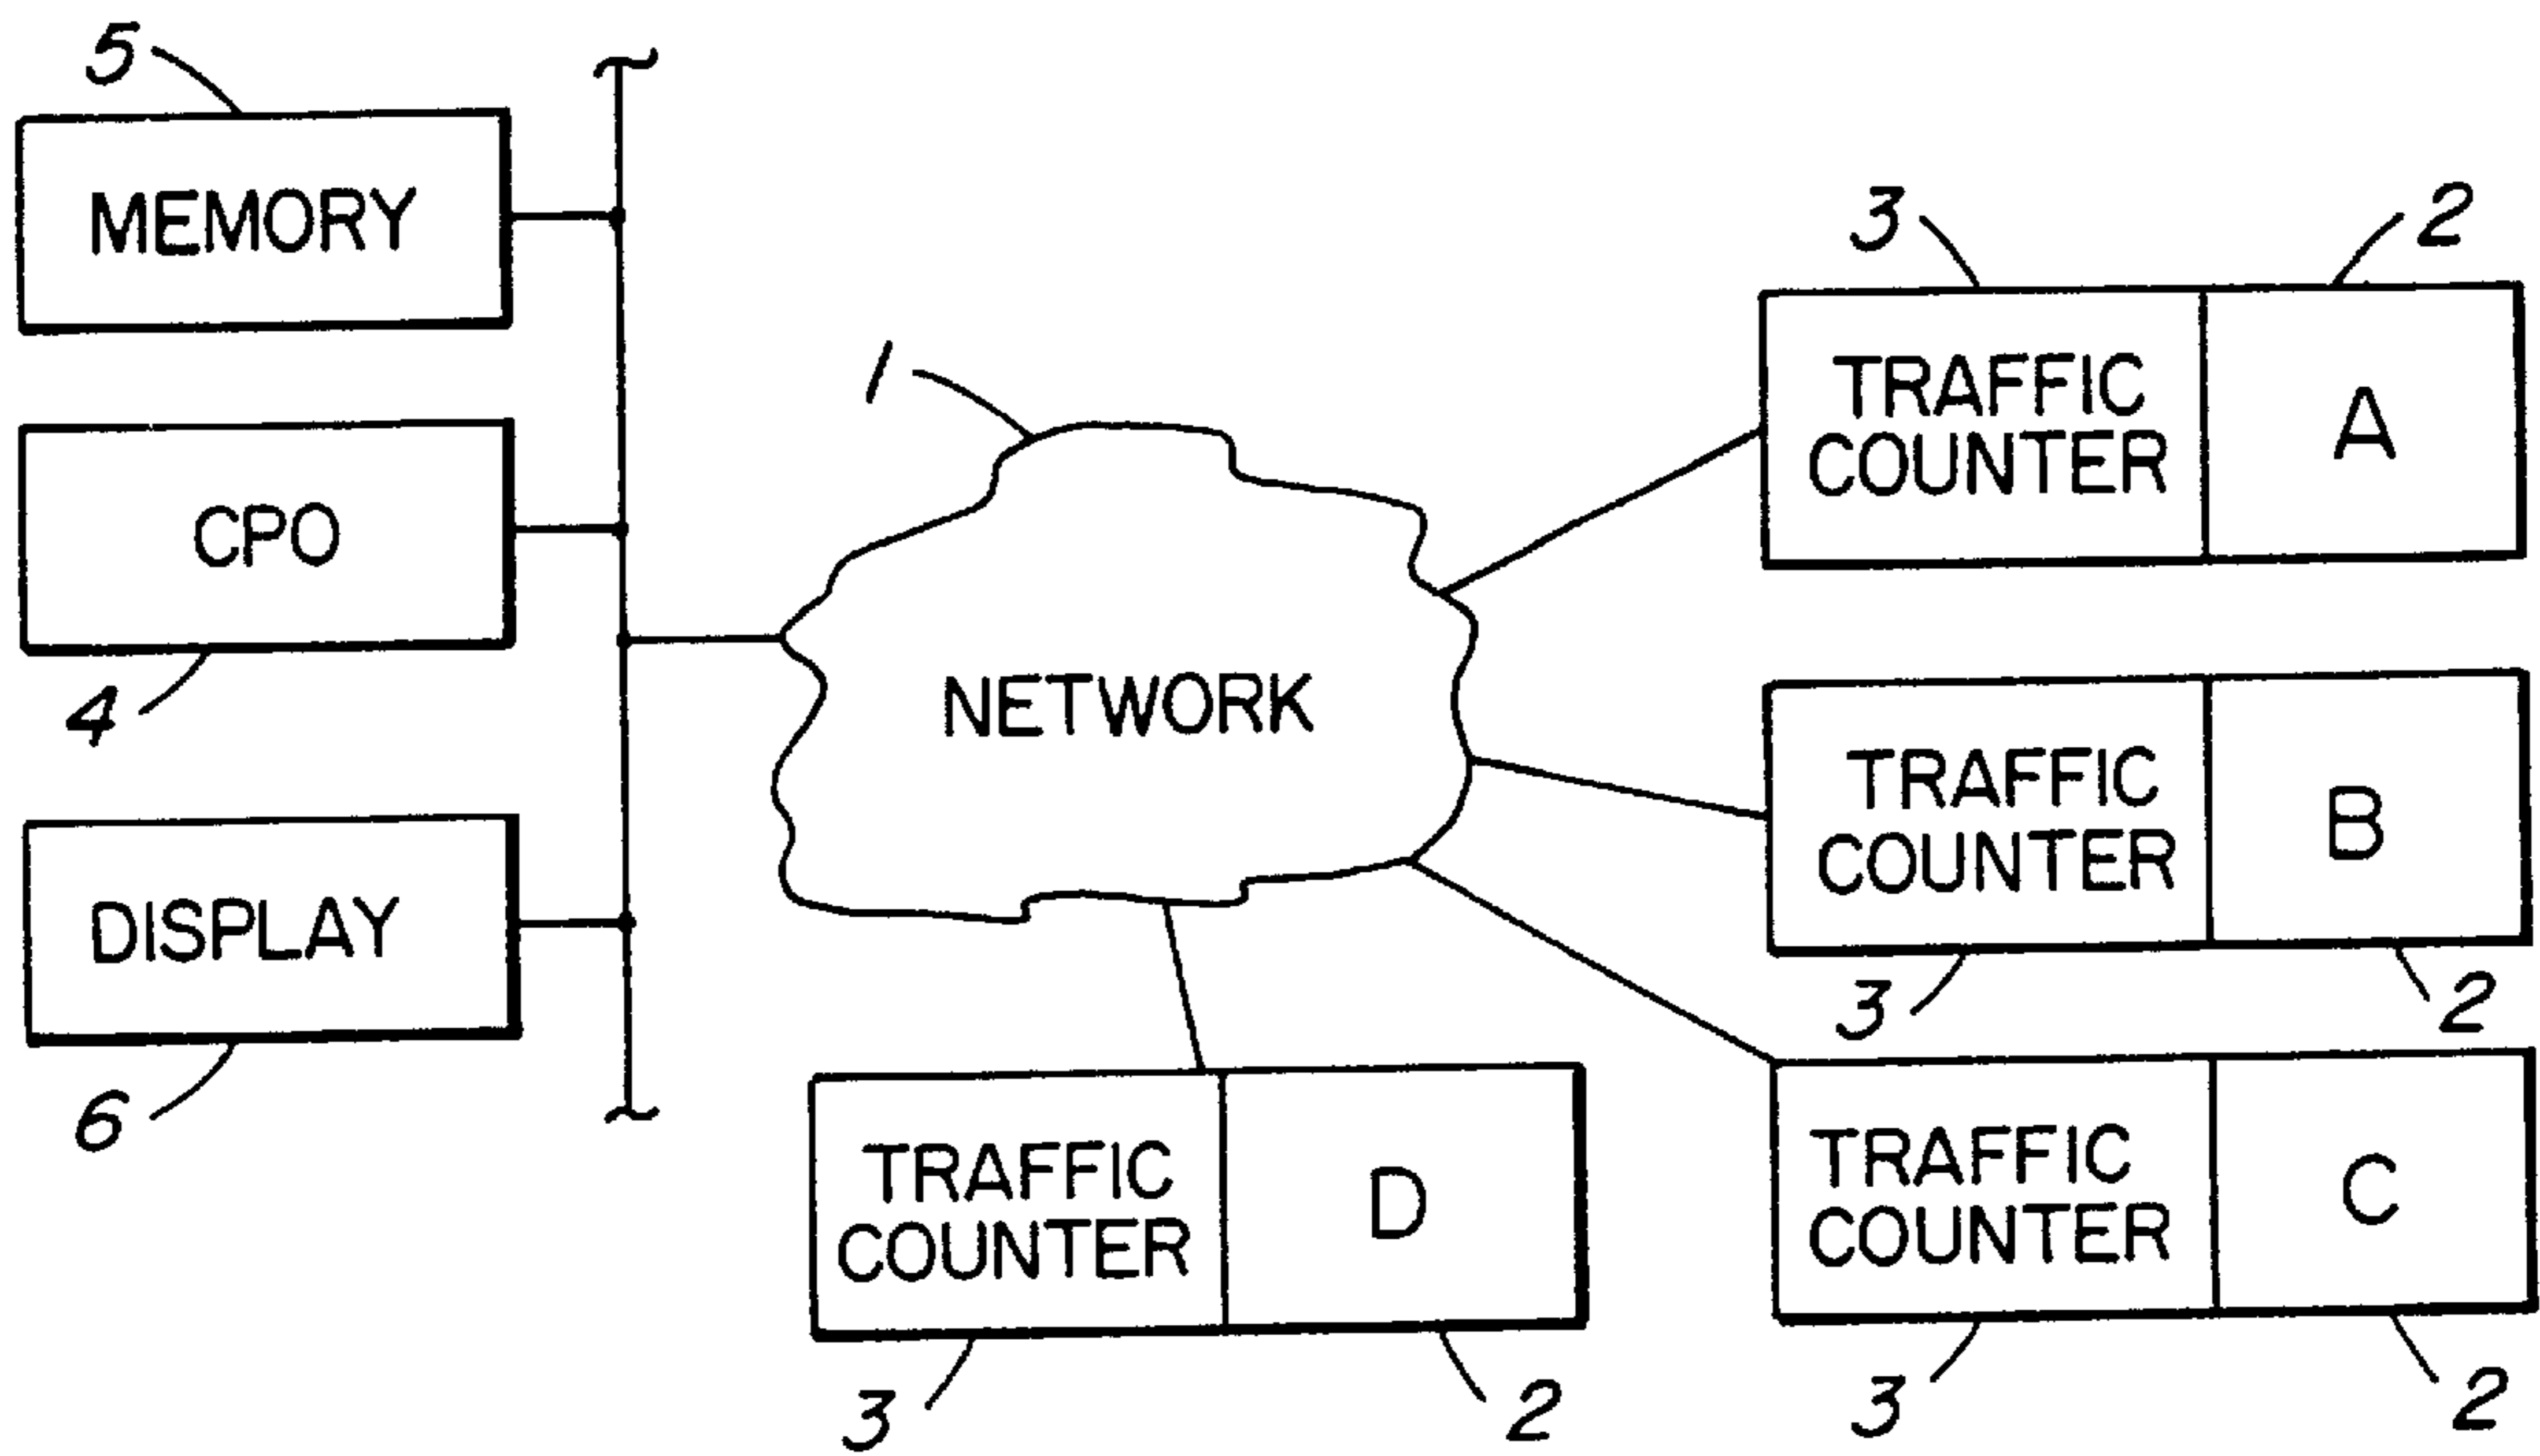 5
MEMORY
CPO
4
DISPLAY
6
1
NETWORK
3
2
TRAFFIC
COUNTER
A
TRAFFIC
COUNTER
B
3
2
TRAFFIC
COUNTER
C
3
2
TRAFFIC
COUNTER
D
3
2